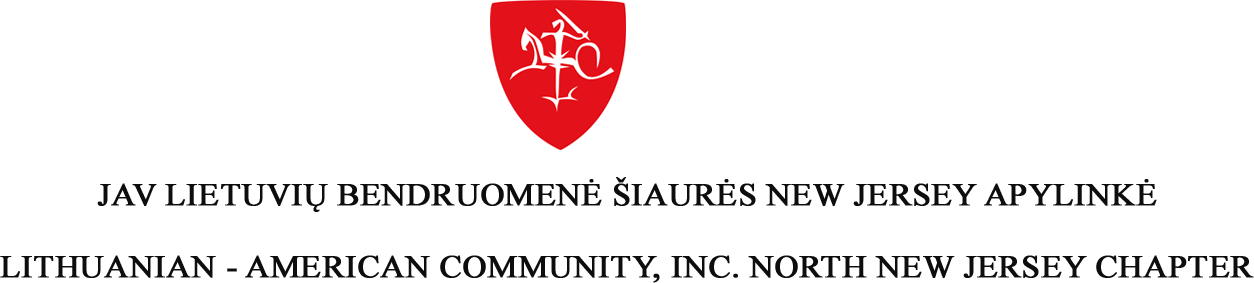 JAV LIETUVIŲ BENDRUOMENĖ ŠIAURĖS NEW JERSEY APYLINKĖ
LITHUANIAN - AMERICAN COMMUNITY, INC. NORTH NEW JERSEY CHAPTER